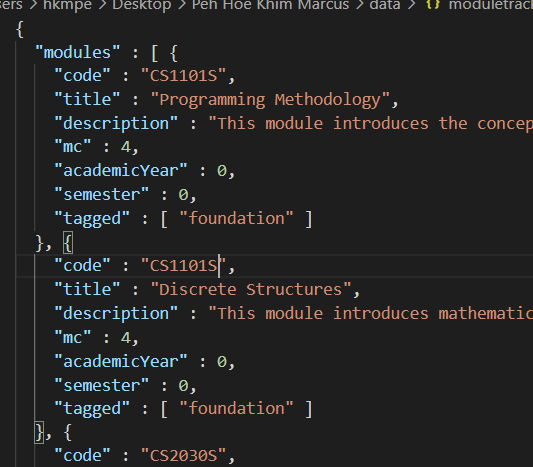 sers > hkmpe > Desktop > Peh Hoe Khim Marcus > data > {} moduletrack
{
"modules" : [ {
"code" : "CS1101S",
"title" : "Programming Methodology",
"description" : "This module introduces the concep
"mc" : 4,
"academicYear" : 0,
"semester" : 0,
"tagged" : [ "foundation" ]
}, {
"code" : "CS1101S",
"title" : "Discrete Structures",
"description" : "This module introduces mathematic
"mc" : 4,
"academicYear" : 0,
"semester" : 0,
"tagged" : [ "foundation" ]
}, {
"code" : "CS2030S",